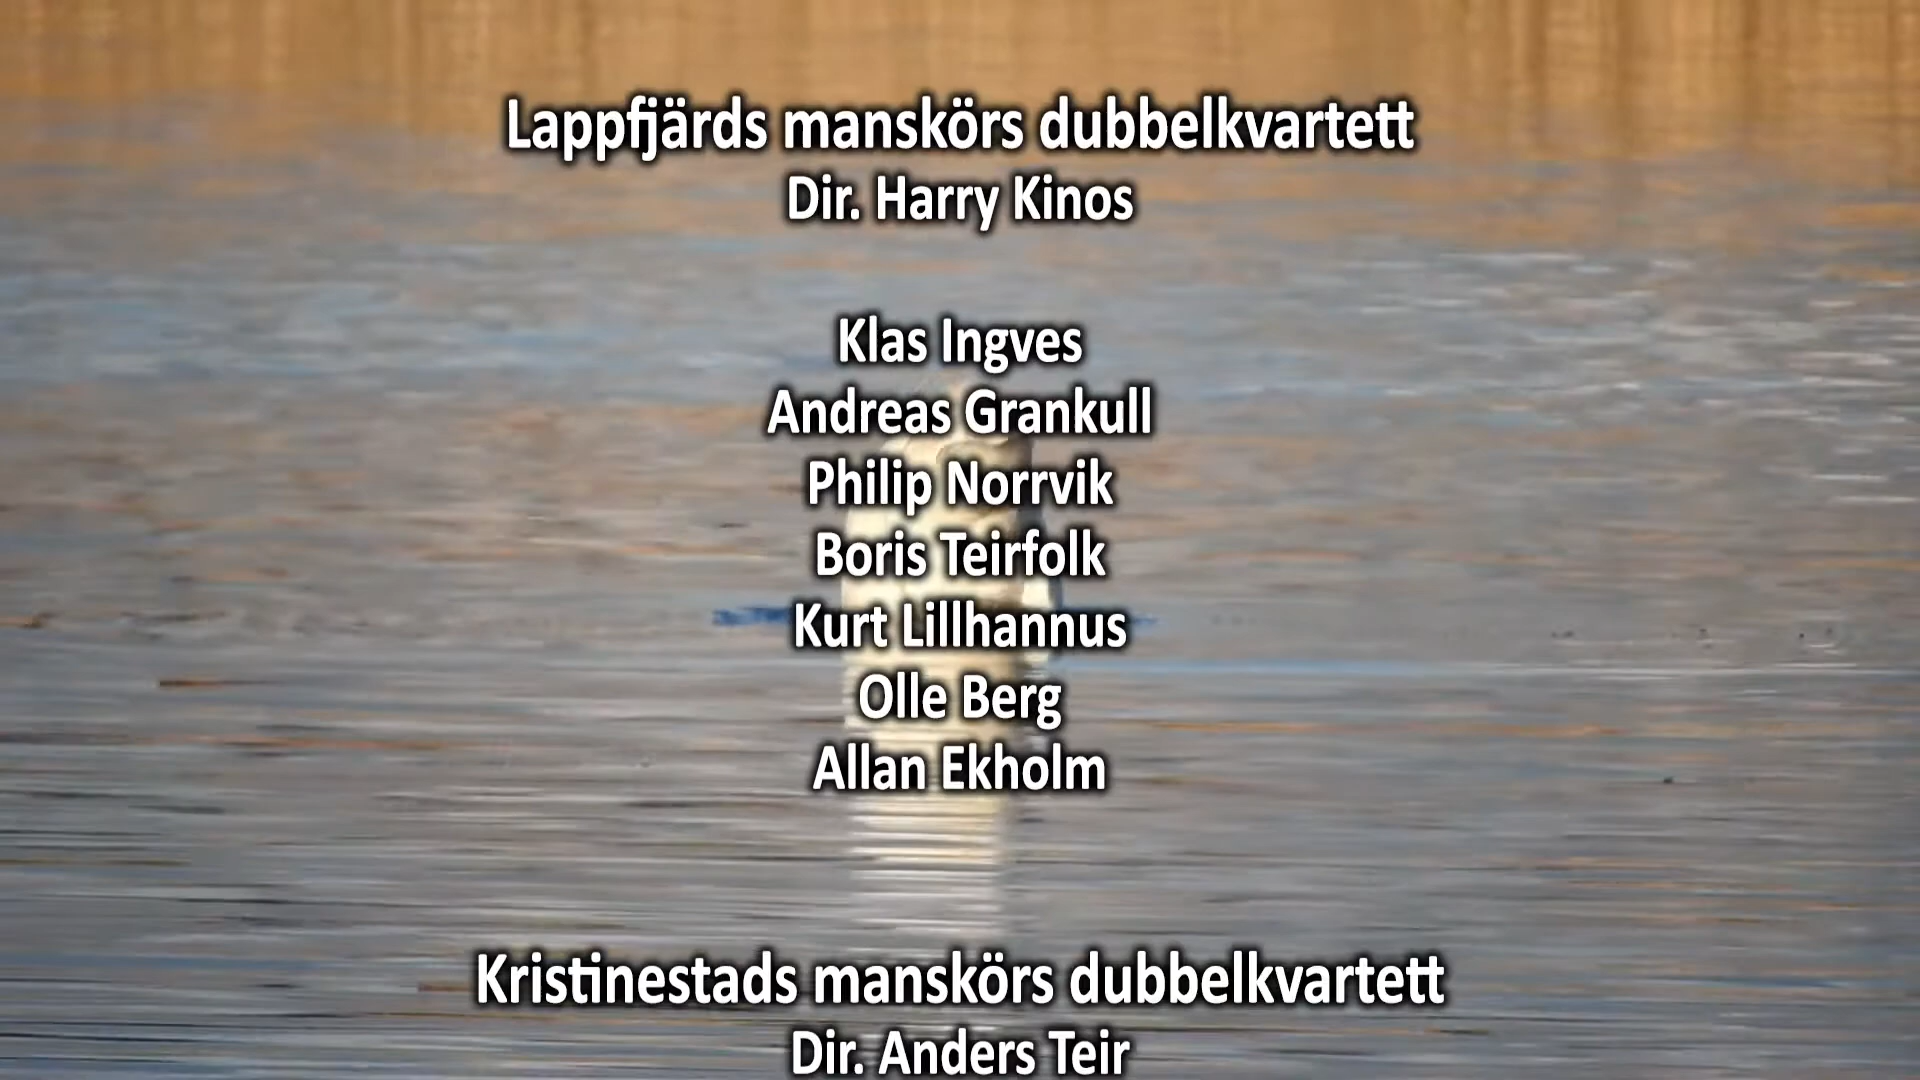 Lappfjärds manskörs dubbelkvartett
Dir. Harry Kinos
Klas Ingves
Andreas Grankull
Philip Norrvik
Boris Teirfolk
Kurt Lillhannus
Olle Berg
Allan Ekholm
Kristinestads manskörs dubbelkvartett
Dir. Anders Teir